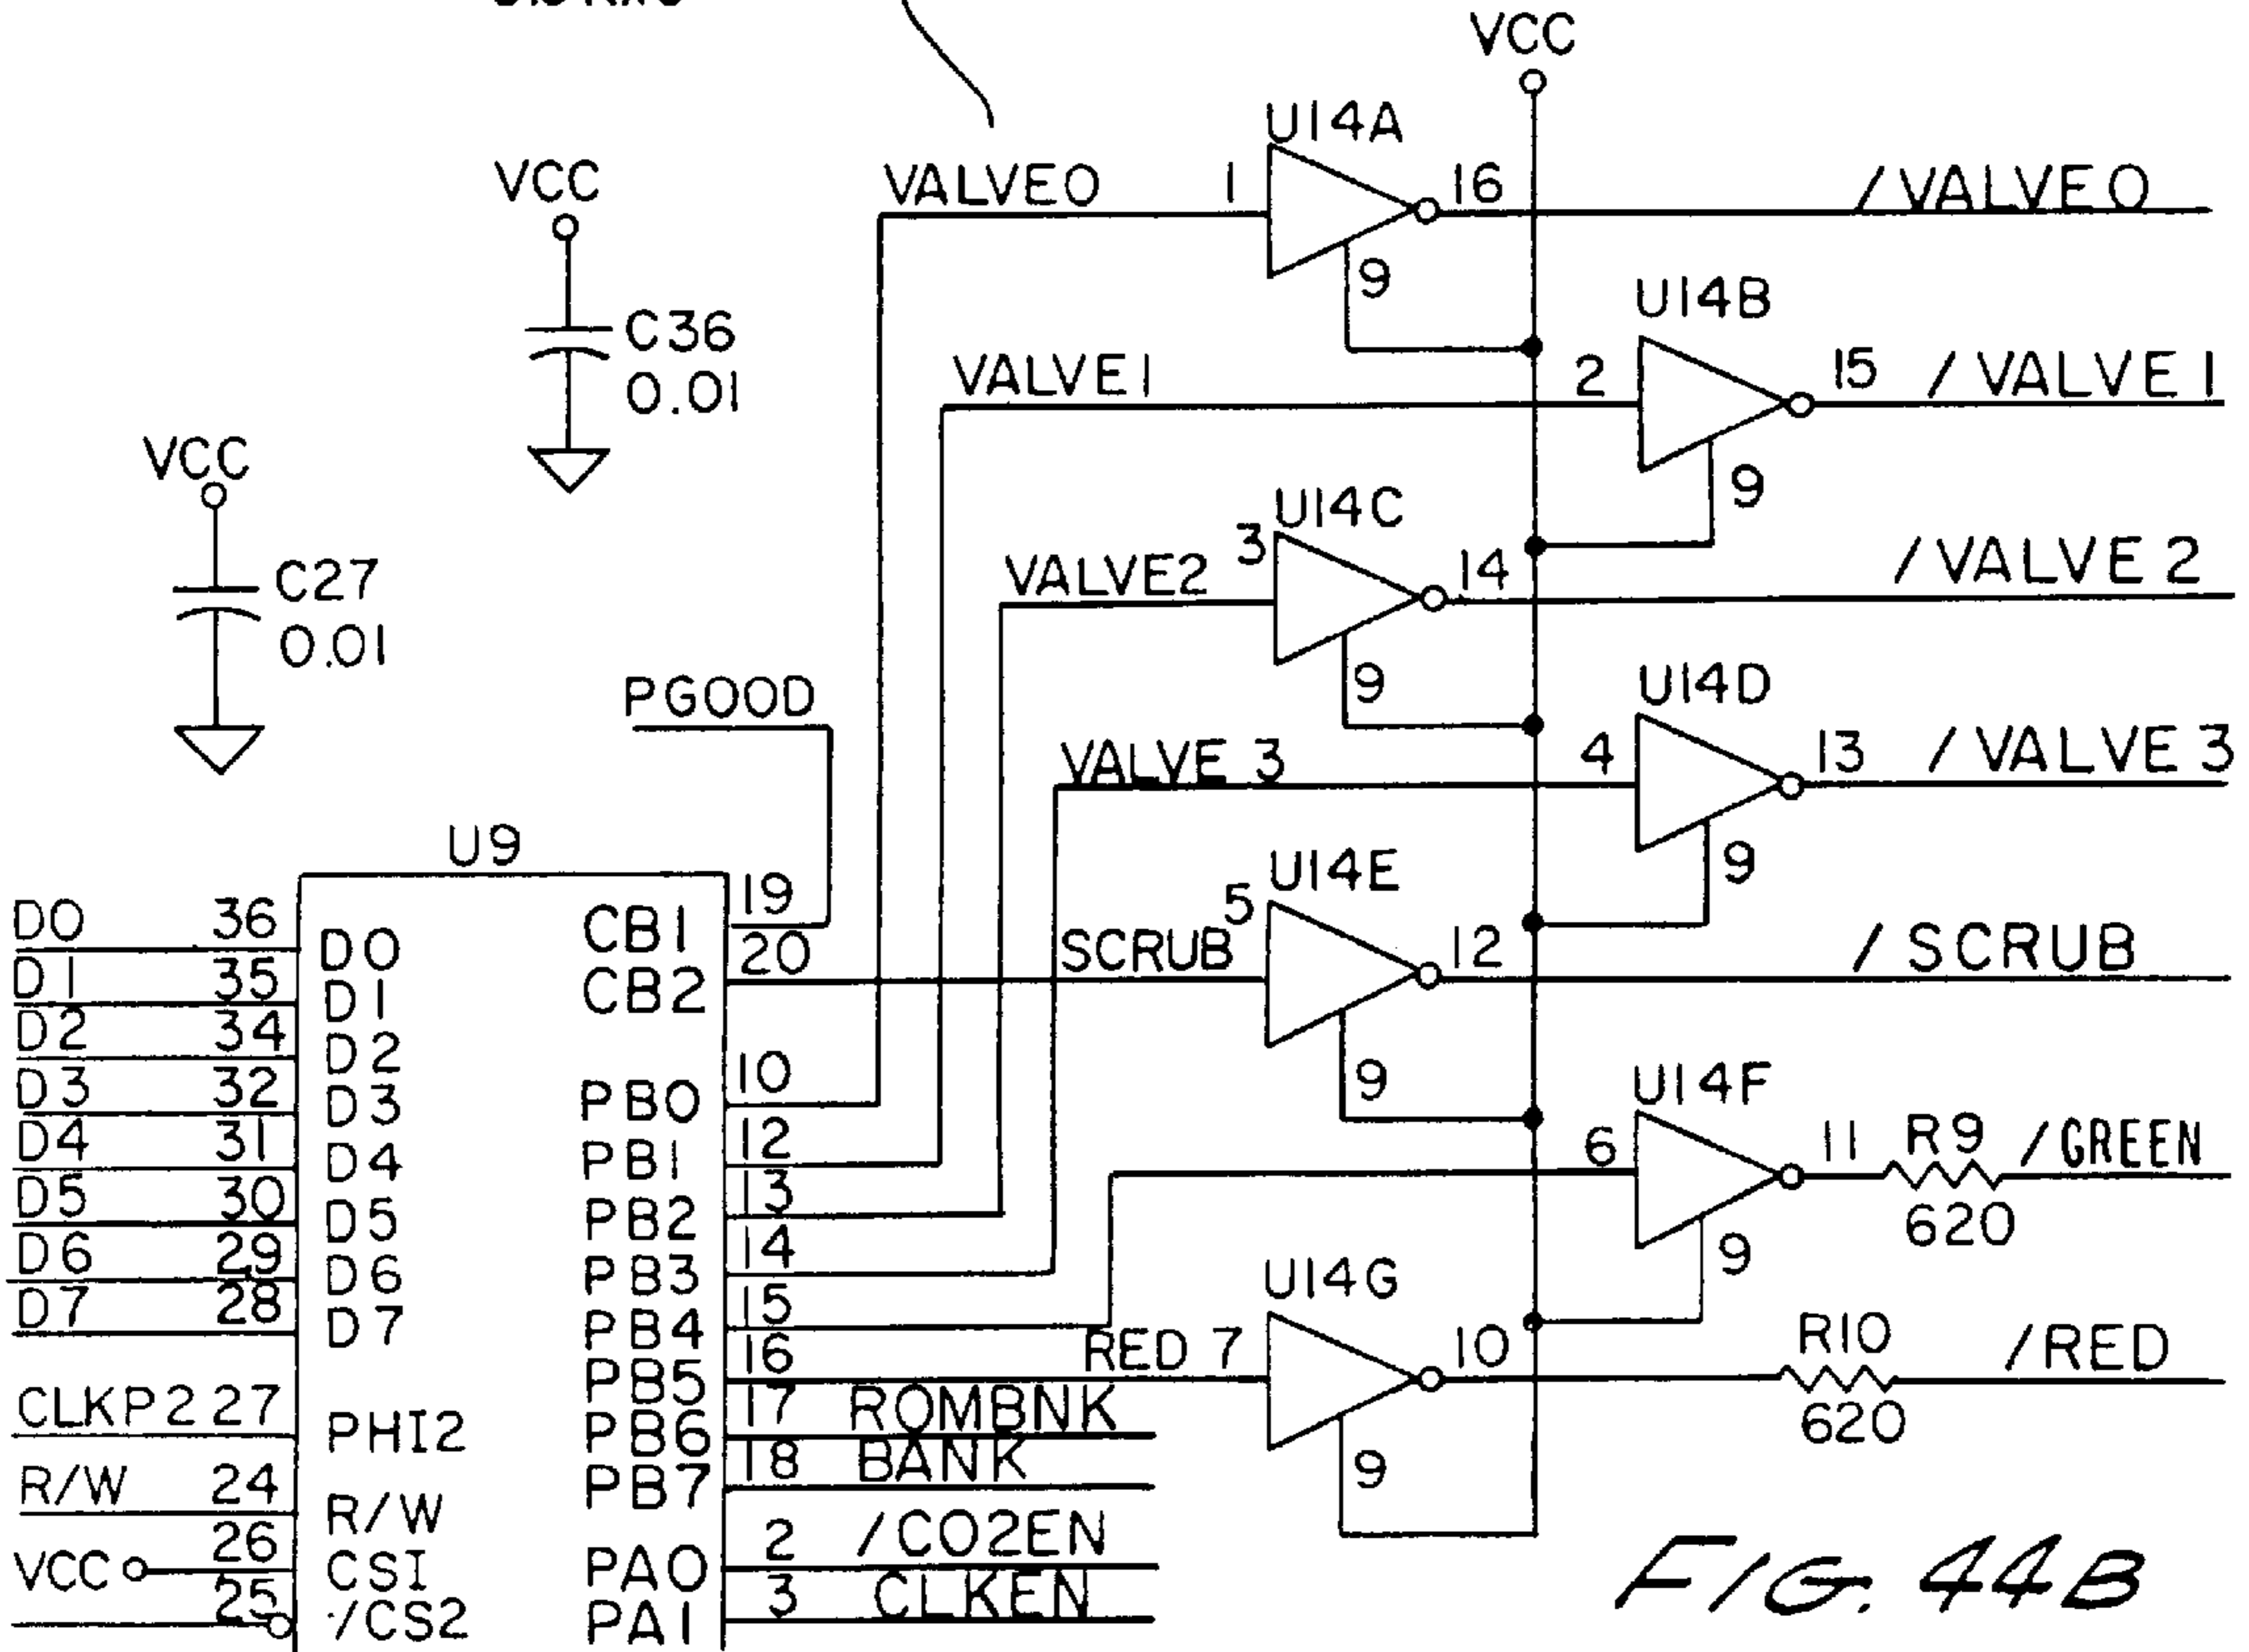 VCC
U14A
VCC
VALVE0 1 16 /VALVE0
9
U14B
C36
0.01
VALVE1 2 15 /VALVE1
VCC
9
U14C
3
C27
0.01
VALVE2 14 /VALVE 2
9
PGOOD
U14D
VALVE 3 4 13 /VALVE 3
9
U9
U14E
5
SCRUB 12 /SCRUB
9
D0 36 D0 CB1 19
D1 35 D1 CB2 20
D2 34 D2
D3 32 D3 PB0 10
D4 31 D4 PB1 12
D5 30 D5 PB2 13
D6 29 D6 PB3 14
D7 28 D7 PB4 15
U14F
6 11 R9 /GREEN
620
9
U14G
PB5 16 RED 7 10 R10 /RED
620
9
CLKP2 27 PHI2 PB6 17 ROMBNK
PB7 18 BANK
R/W 24 R/W
VCC 26 CS1 PA0 2 /CO2EN
25 /CS2 PA1 3 CLKEN
FIG. 44B